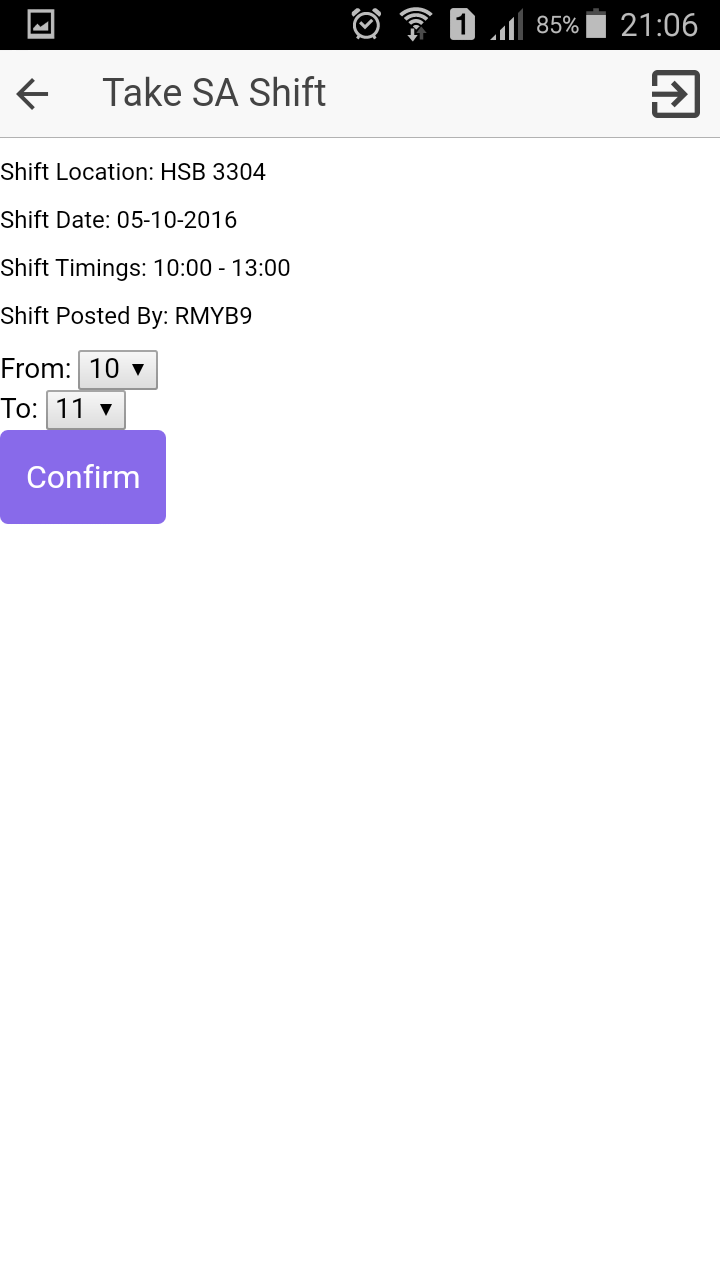 1 85% 21:06
Take SA Shift
Shift Location: HSB 3304
Shift Date: 05-10-2016
Shift Timings: 10:00 - 13:00
Shift Posted By: RMYB9
From: 10 ▼
To: 11 ▼
Confirm